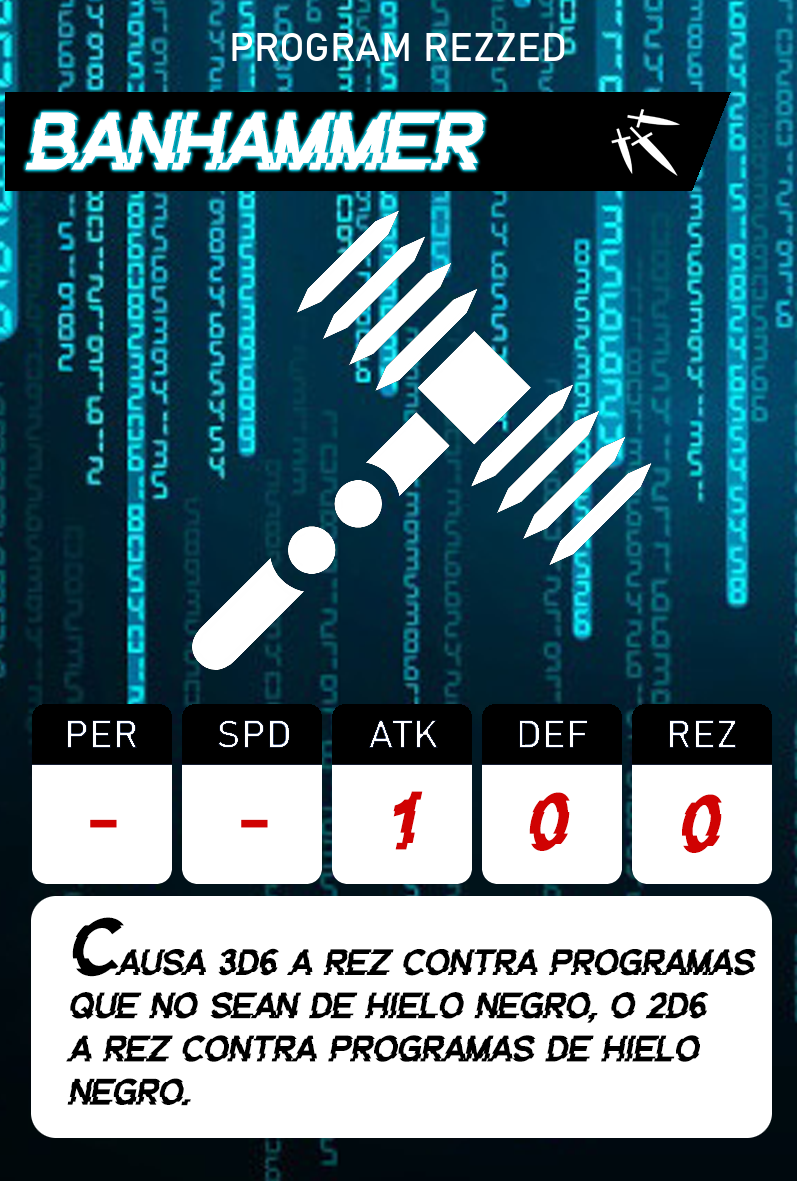 PROGRAM REZZED
BANHAMMER
PER SPD ATK DEF REZ
- - 1 0 0
CAUSA 3D6 A REZ CONTRA PROGRAMAS
QUE NO SEAN DE HIELO NEGRO, O 2D6
A REZ CONTRA PROGRAMAS DE HIELO
NEGRO.